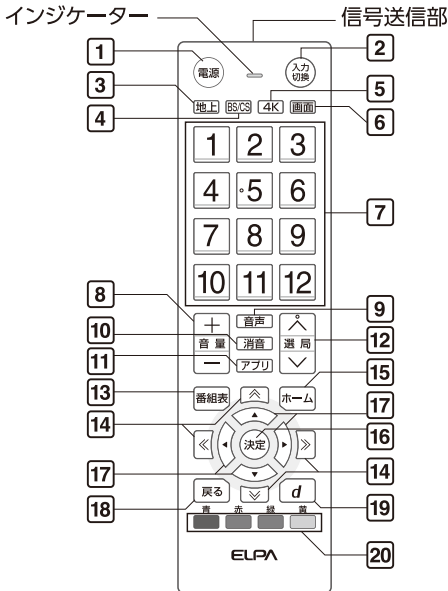 インジケーター
信号送信部
1
2
電源
入力
切換
3
5
地上 BS/CS 4K 画面
4
6
1 2 3
4 5 6
7
7 8 9
10 11 12
8
9
+ 音声
10
音量 消音 選局
12
11
− アプリ
15
13
番組表 ホーム
17
14
16
決定
17
14
戻る d
18
19
青 赤 緑 黄
20
ELPA